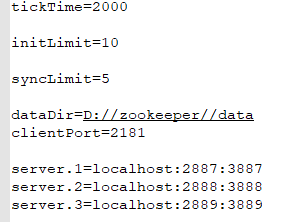 tickTime=2000
initLimit=10
syncLimit=5
dataDir=D://zookeeper//data
clientPort=2181
server.1=localhost:2887:3887
server.2=localhost:2888:3888
server.3=localhost:2889:3889